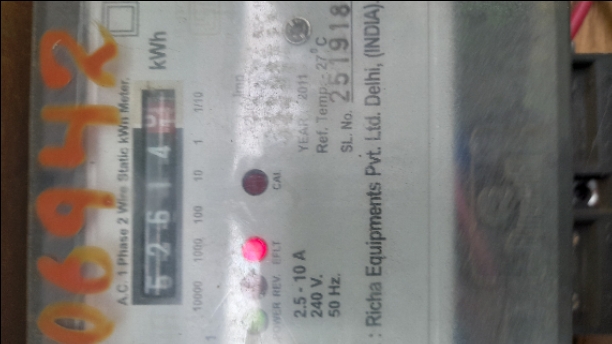 06942
A.C. 1 Phase 2 Wire Static kWh Meter.
kWh
52614
10000 1000 100 10 1 1/10
REV. EFLT CAL
2.5 - 10 A YEAR 2011
240 V. Ref. Temp. - 27°C
50 Hz. SL. No. 251918
: Richa Equipments Pvt. Ltd. Delhi, (INDIA)